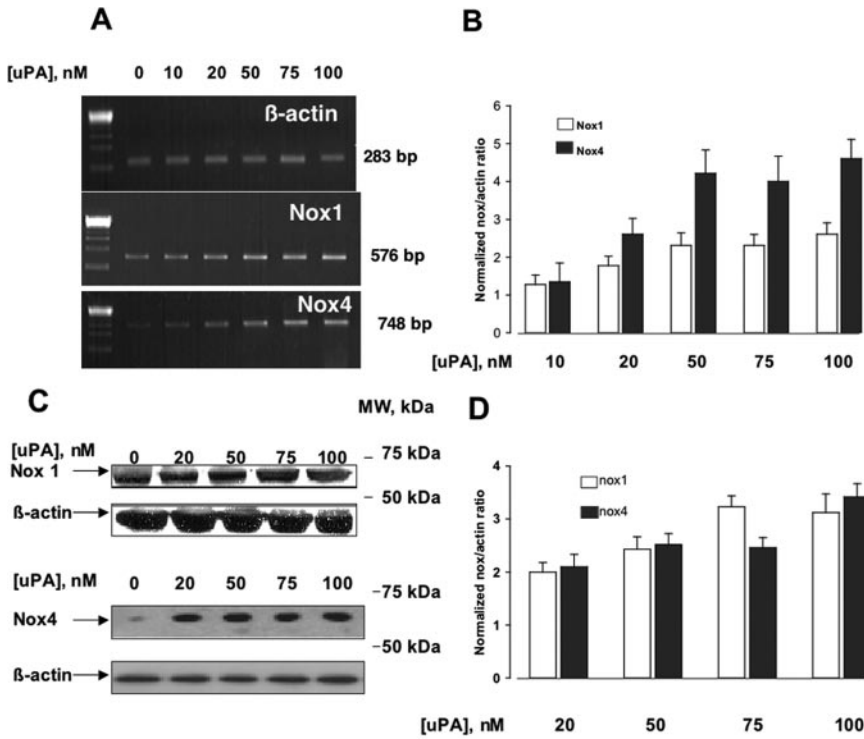 A
[uPA], nM 0 10 20 50 75 100
ß-actin
283 bp
Nox1
576 bp
Nox4
748 bp
B
Normalized nox/actin ratio
6
5
4
3
2
1
0
Nox1
Nox4
[uPA], nM 10 20 50 75 100
C
MW, kDa
[uPA], nM 0 20 50 75 100
– 75 kDa
Nox 1
– 50 kDa
ß-actin
[uPA], nM 0 20 50 75 100
–75 kDa
Nox4
–50 kDa
ß-actin
D
Normalized nox/actin ratio
4
3
2
1
0
nox1
nox4
[uPA], nM 20 50 75 100